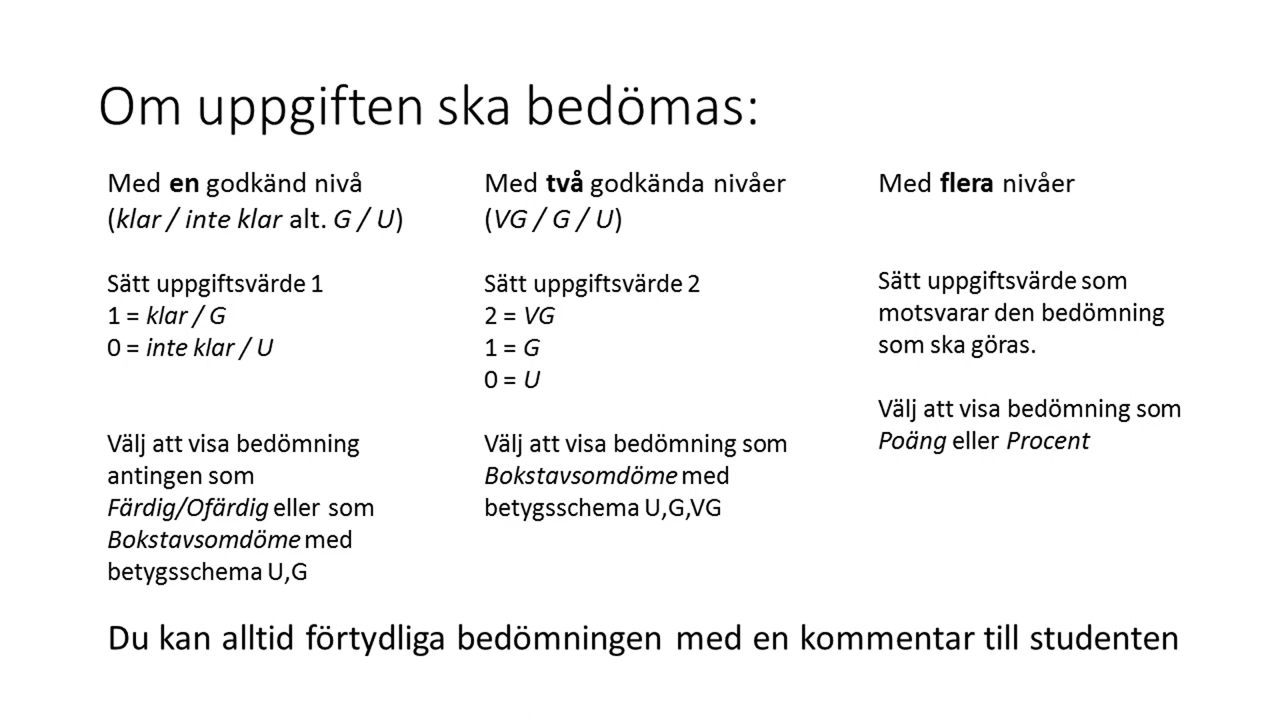 Om uppgiften ska bedömas:
Med en godkänd nivå
(klar / inte klar alt. G / U)
Sätt uppgiftsvärde 1
1 = klar / G
0 = inte klar / U
Välj att visa bedömning
antingen som
Färdig/Ofärdig eller som
Bokstavsomdöme med
betygsschema U,G
Med två godkända nivåer
(VG / G / U)
Sätt uppgiftsvärde 2
2 = VG
1 = G
0 = U
Välj att visa bedömning som
Bokstavsomdöme med
betygsschema U,G,VG
Med flera nivåer
Sätt uppgiftsvärde som
motsvarar den bedömning
som ska göras.
Välj att visa bedömning som
Poäng eller Procent
Du kan alltid förtydliga bedömningen med en kommentar till studenten